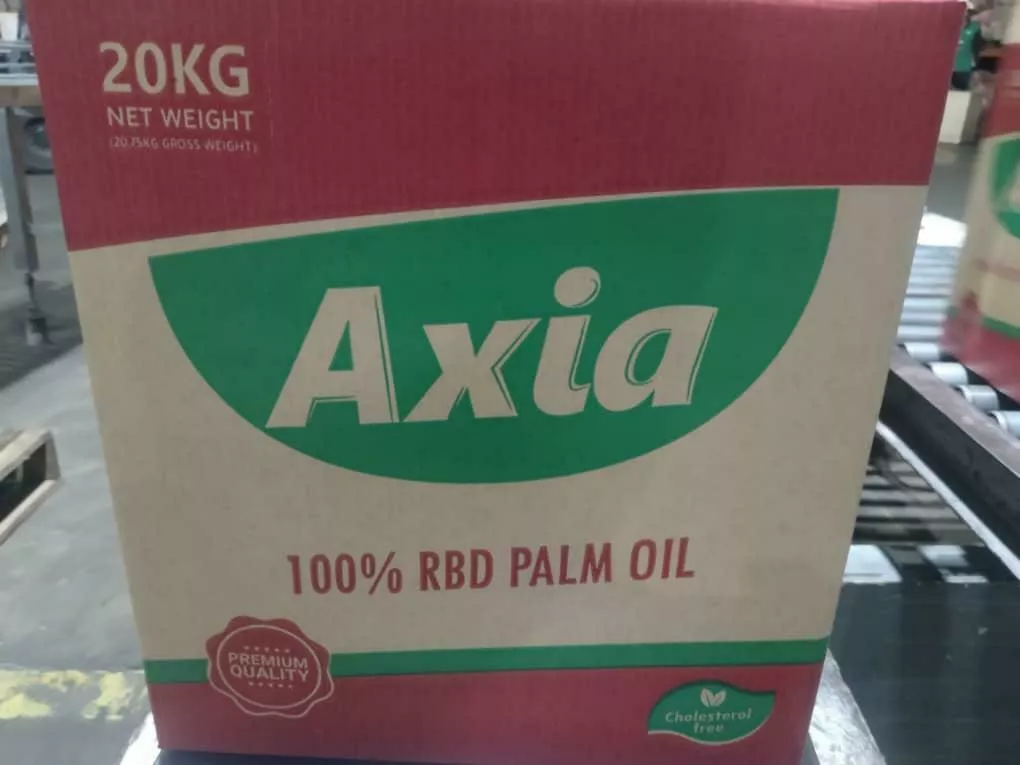 20KG
NET WEIGHT
(20.75KG GROSS WEIGHT)
Axia
100% RBD PALM OIL
PREMIUM
QUALITY
Cholesterol
free